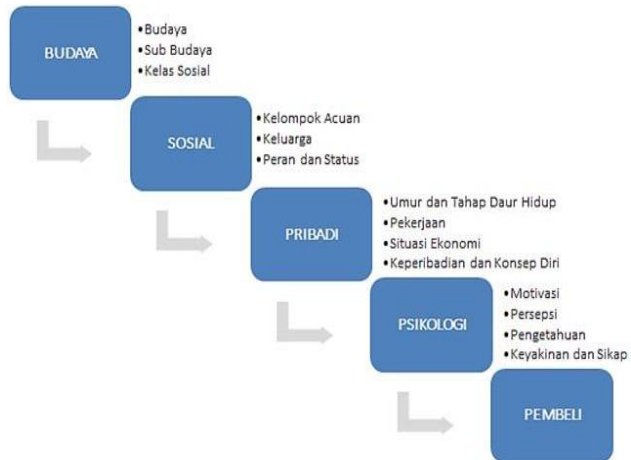 BUDAYA
•Budaya
•Sub Budaya
•Kelas Sosial
SOSIAL
•Kelompok Acuan
•Keluarga
•Peran dan Status
PRIBADI
•Umur dan Tahap Daur Hidup
•Pekerjaan
•Situasi Ekonomi
•Keperibadian dan Konsep Diri
PSIKOLOGI
•Motivasi
•Persepsi
•Pengetahuan
•Keyakinan dan Sikap
PEMBELI